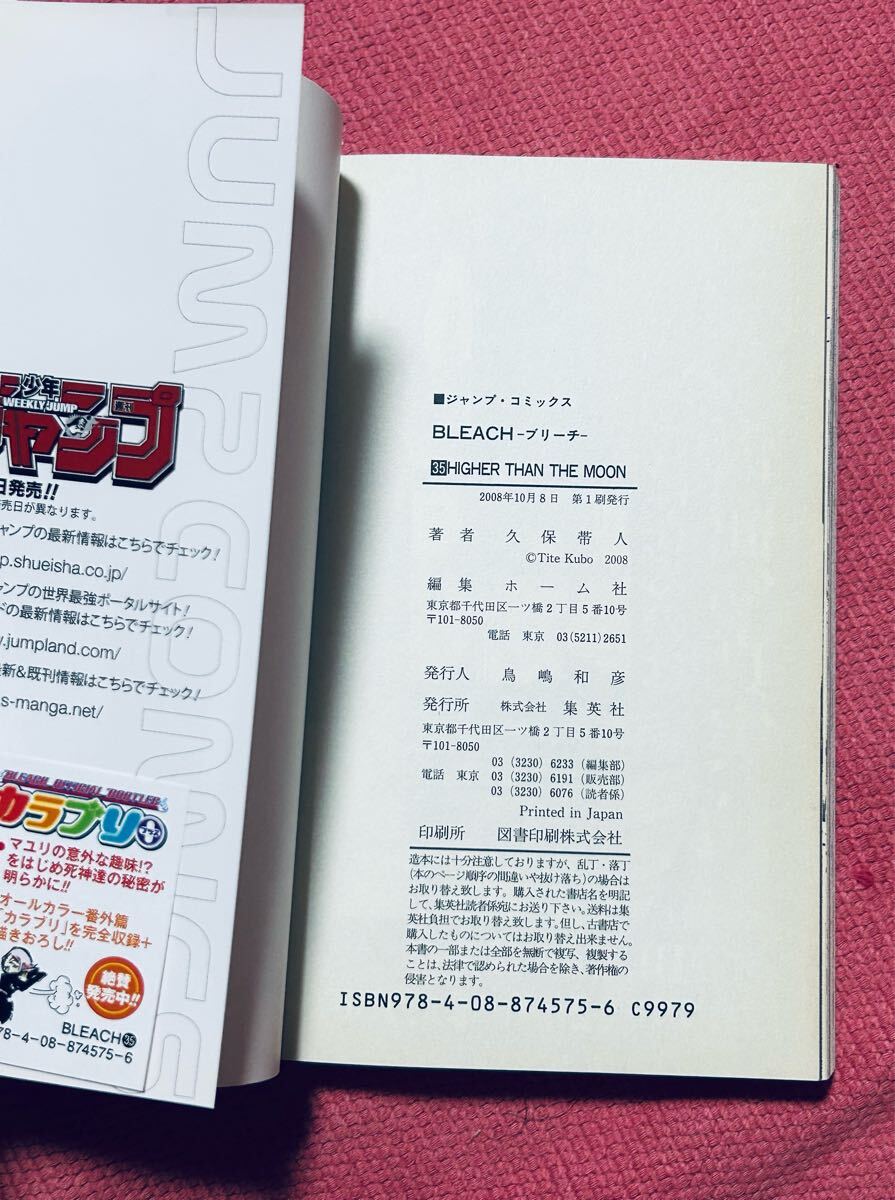 JUMP COMICS
少年
WEEKLY JUMP
週刊
ャンプ
日発売!!
売日が異なります。
ャンプの最新情報はこちらでチェック!
p.shueisha.co.jp/
ャンプの世界最強ポータルサイト!
ドの最新情報はこちらでチェック!
w.jumpland.com/
最新&既刊情報はこちらでチェック!
s-manga.net/
BLEACH OFFICIAL BOOTLEG
カラブリ+
マユリの意外な趣味!?
をはじめ死神達の秘密が
明らかに!!
オールカラー番外篇
「カラブリ」を完全収録+
描きおろし!!
絶賛
発売中!!
BLEACH㉟
78-4-08-874575-6
■ジャンプ・コミックス
BLEACH-ブリーチ-
35HIGHER THAN THE MOON
2008年10月8日 第1刷発行
著者 久保帯人
©Tite Kubo 2008
編集 ホーム社
東京都千代田区一ツ橋2丁目5番10号
〒101-8050
電話 東京 03(5211)2651
発行人 鳥嶋和彦
発行所 株式会社 集英社
東京都千代田区一ツ橋2丁目5番10号
〒101-8050
03(3230)6233(編集部)
電話 東京 03(3230)6191(販売部)
03(3230)6076(読者係)
Printed in Japan
印刷所 図書印刷株式会社
造本には十分注意しておりますが、乱丁・落丁
(本のページ順序の間違いや抜け落ち)の場合は
お取り替え致します。購入された書店名を明記
して、集英社読者係宛にお送り下さい。送料は集
英社負担でお取り替え致します。但し、古書店で
購入したものについてはお取り替え出来ません。
本書の一部または全部を無断で複写、複製する
ことは、法律で認められた場合を除き、著作権の
侵害となります。
ISBN978-4-08-874575-6 C9979